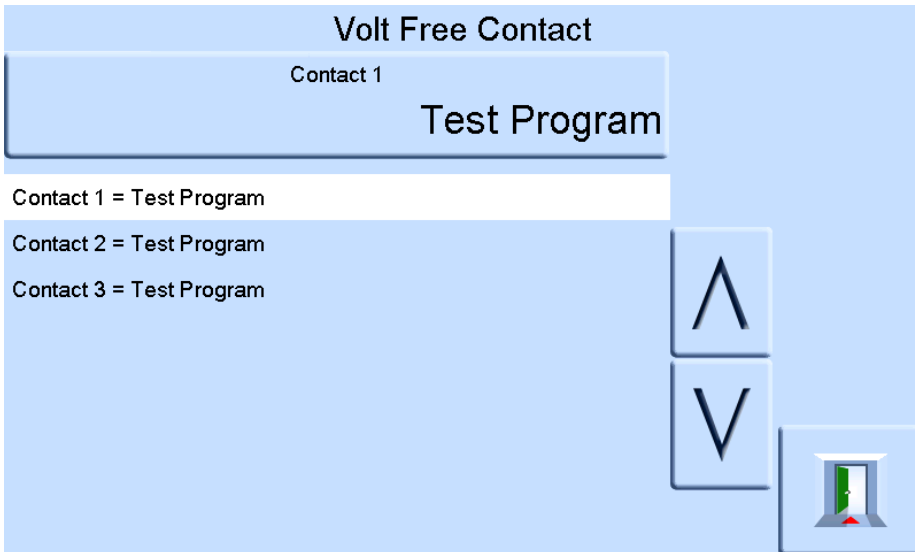 Volt Free Contact
Contact 1
Test Program
Contact 1 = Test Program
Contact 2 = Test Program
Contact 3 = Test Program